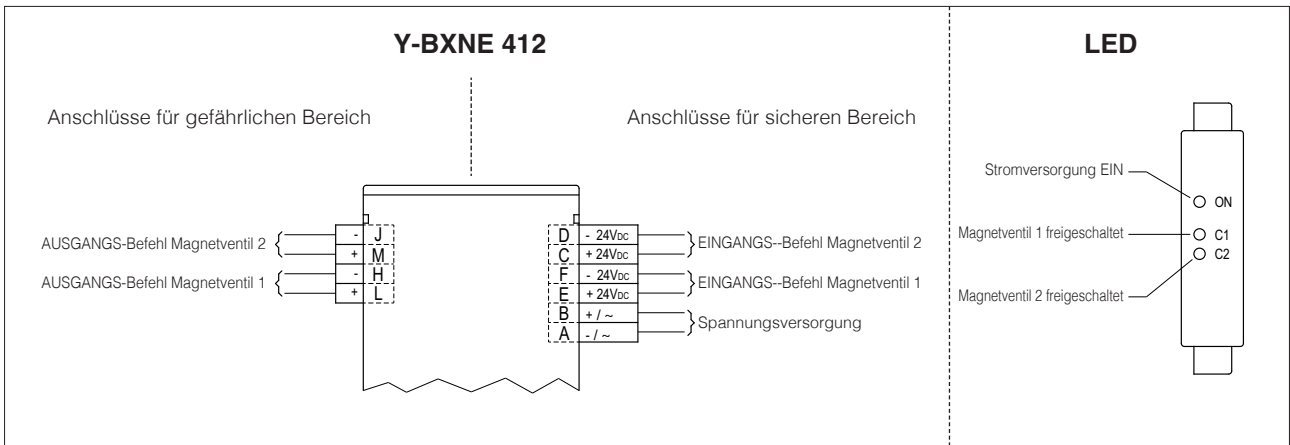 Y-BXNE 412
LED
Anschlüsse für gefährlichen Bereich
Anschlüsse für sicheren Bereich
AUSGANGS-Befehl Magnetventil 2
- J
+ M
AUSGANGS-Befehl Magnetventil 1
- H
+ L
D - 24VDC
C + 24VDC
EINGANGS--Befehl Magnetventil 2
F - 24VDC
E + 24VDC
EINGANGS--Befehl Magnetventil 1
B + / ~
A - / ~
Spannungsversorgung
Stromversorgung EIN
ON
Magnetventil 1 freigeschaltet
C1
C2
Magnetventil 2 freigeschaltet